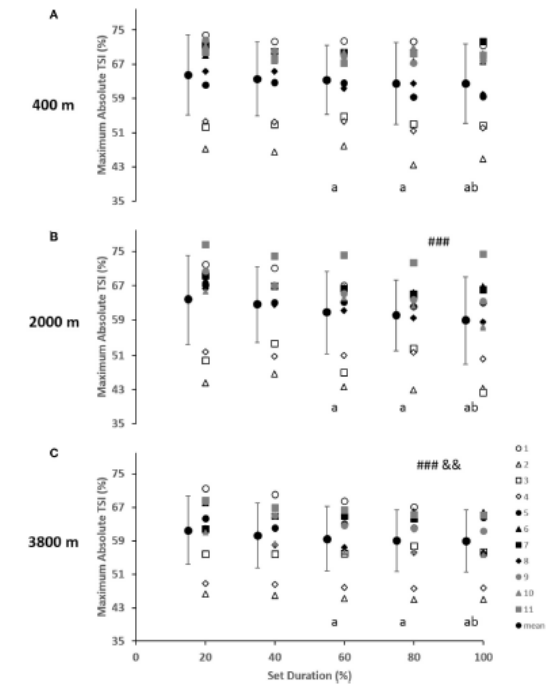 A
75
67
59
51
43
35
Maximum Absolute TSI (%)
400 m
a a ab
B
###
75
67
59
51
43
35
Maximum Absolute TSI (%)
2000 m
a a ab
C
### &&
75
67
59
51
43
35
Maximum Absolute TSI (%)
3800 m
a a ab
0 20 40 60 80 100
Set Duration (%)
1
2
3
4
5
6
7
8
9
10
11
mean